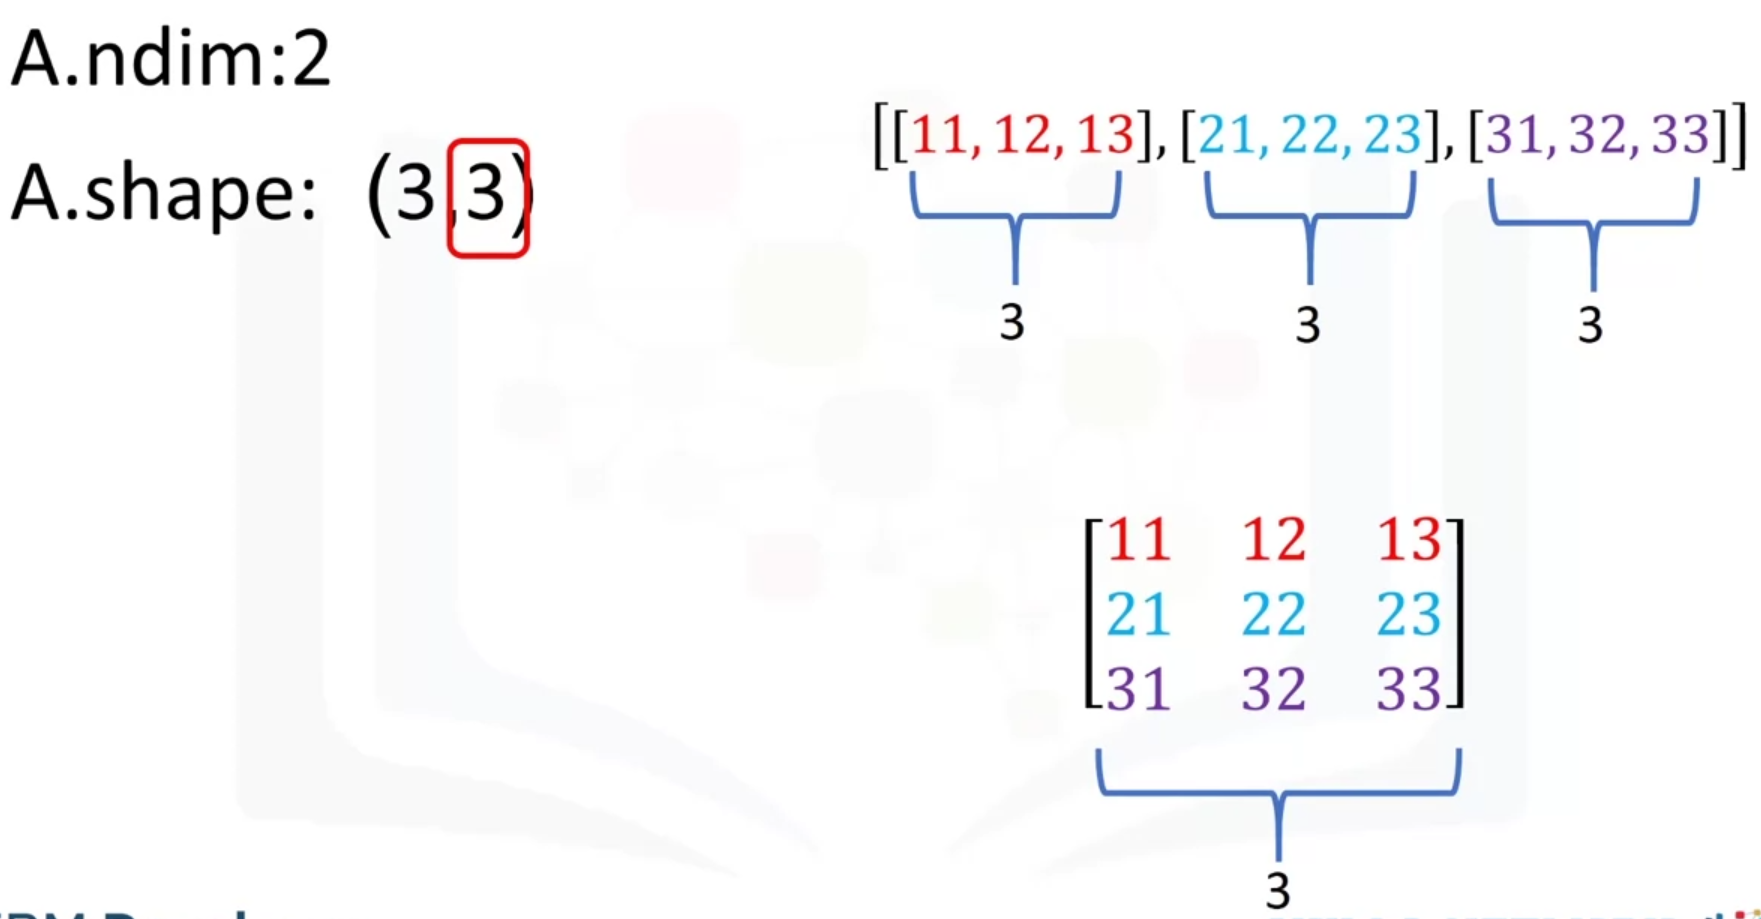 A.ndim:2
A.shape: (3,3)
[[11, 12, 13], [21, 22, 23], [31, 32, 33]]
3 3 3
11 12 13
21 22 23
31 32 33
3